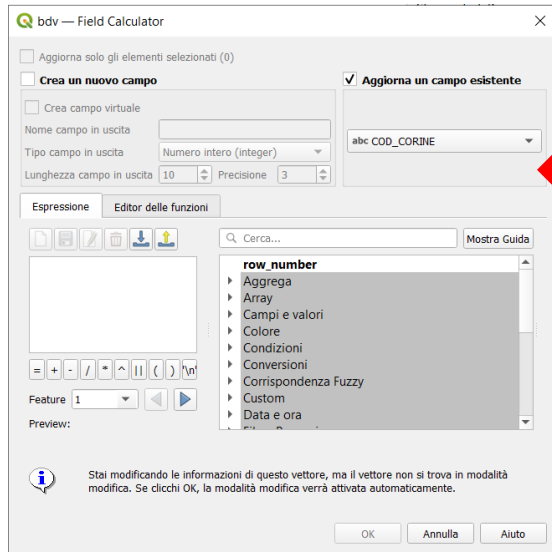 bdv — Field Calculator
Aggiorna solo gli elementi selezionati (0)
Crea un nuovo campo
Aggiorna un campo esistente
Crea campo virtuale
Nome campo in uscita
abc COD_CORINE
Tipo campo in uscita Numero intero (integer)
Lunghezza campo in uscita 10 Precisione 3
Espressione Editor delle funzioni
Cerca... Mostra Guida
row_number
Aggrega
Array
Campi e valori
Colore
Condizioni
Conversioni
Corrispondenza Fuzzy
Custom
Data e ora
= + - / * ^ || ( ) '\n'
Feature 1
Preview:
Stai modificando le informazioni di questo vettore, ma il vettore non si trova in modalità
modifica. Se clicchi OK, la modalità modifica verrà attivata automaticamente.
OK Annulla Aiuto